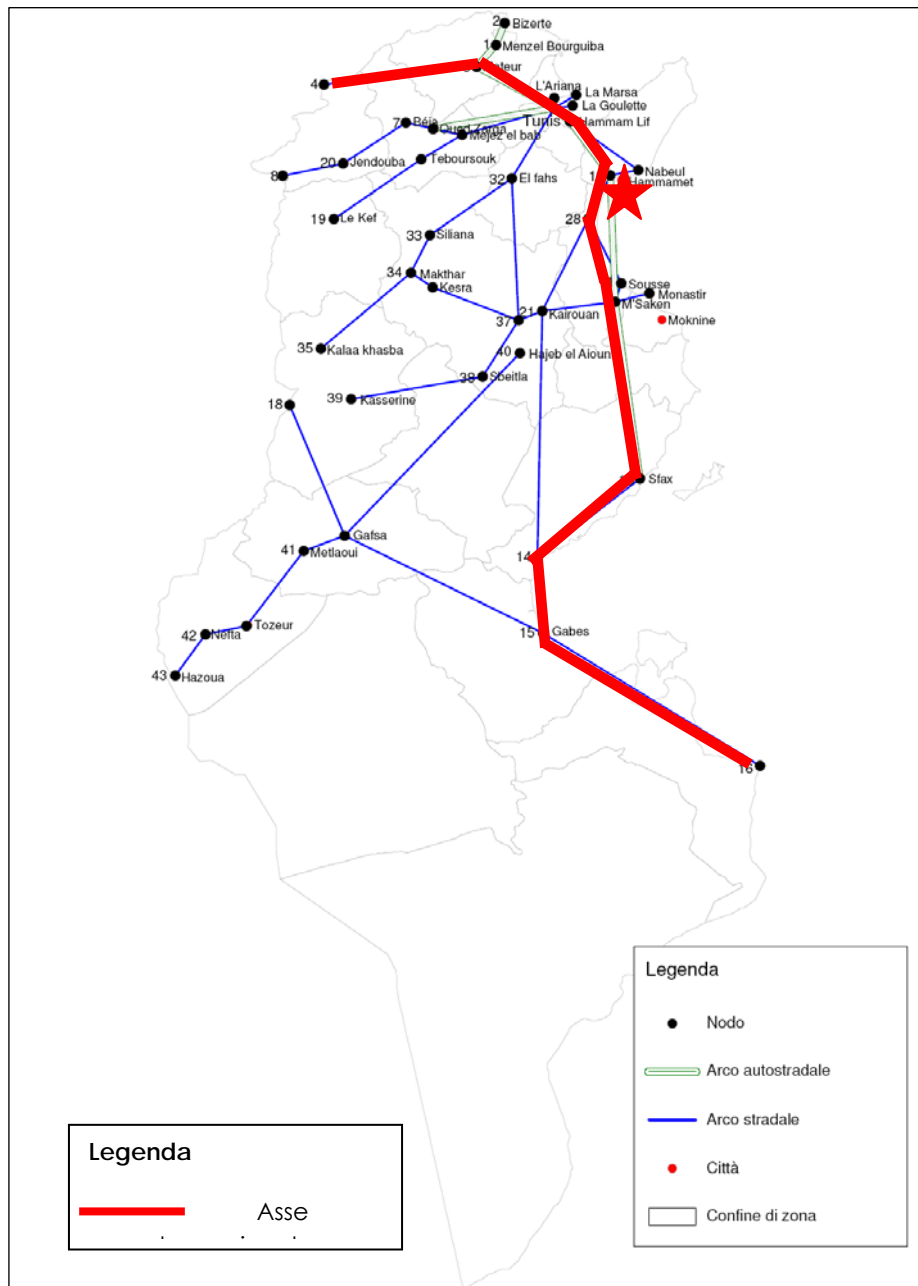 2 Bizerte
1 Menzel Bourguiba
4
L'Ariana
La Marsa
La Goulette
Tunis
Hammam Lif
7 Béja
Oued Zarga
Mejez el bab
20 Jendouba
8
Teboursouk
32 El fahs
Nabeul
Hammamet
19 Le Kef
28
33 Siliana
34 Makthar
Kesra
Sousse
Monastir
M'Saken
Moknine
21 Kairouan
37
35 Kalaa khasba
40 Hajeb el Aioun
38 Sbeitla
39 Kasserine
18
Sfax
Gafsa
41 Metlaoui
14
15 Gabes
Tozeur
42 Nefta
43 Hazoua
16
Legenda
Nodo
Arco autostradale
Arco stradale
Città
Confine di zona
Legenda
Asse